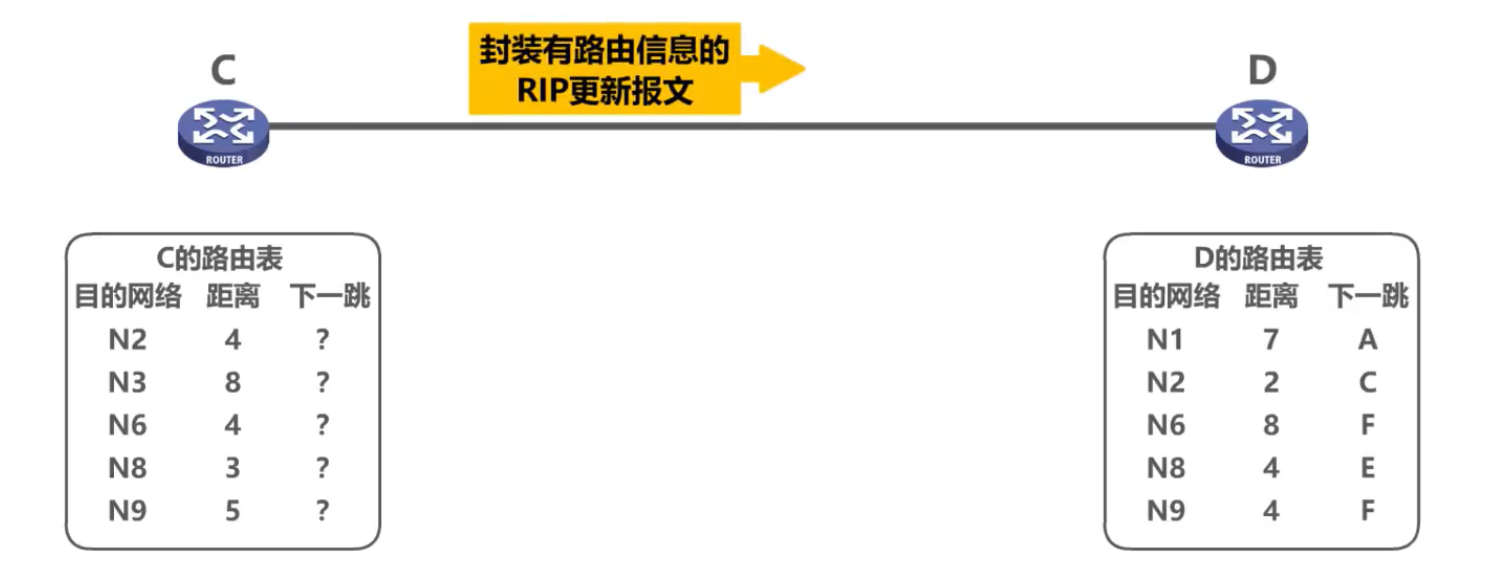 封装有路由信息的
RIP更新报文
C
D
ROUTER
ROUTER
C的路由表
目的网络 距离 下一跳
N2 4 ?
N3 8 ?
N6 4 ?
N8 3 ?
N9 5 ?
D的路由表
目的网络 距离 下一跳
N1 7 A
N2 2 C
N6 8 F
N8 4 E
N9 4 F